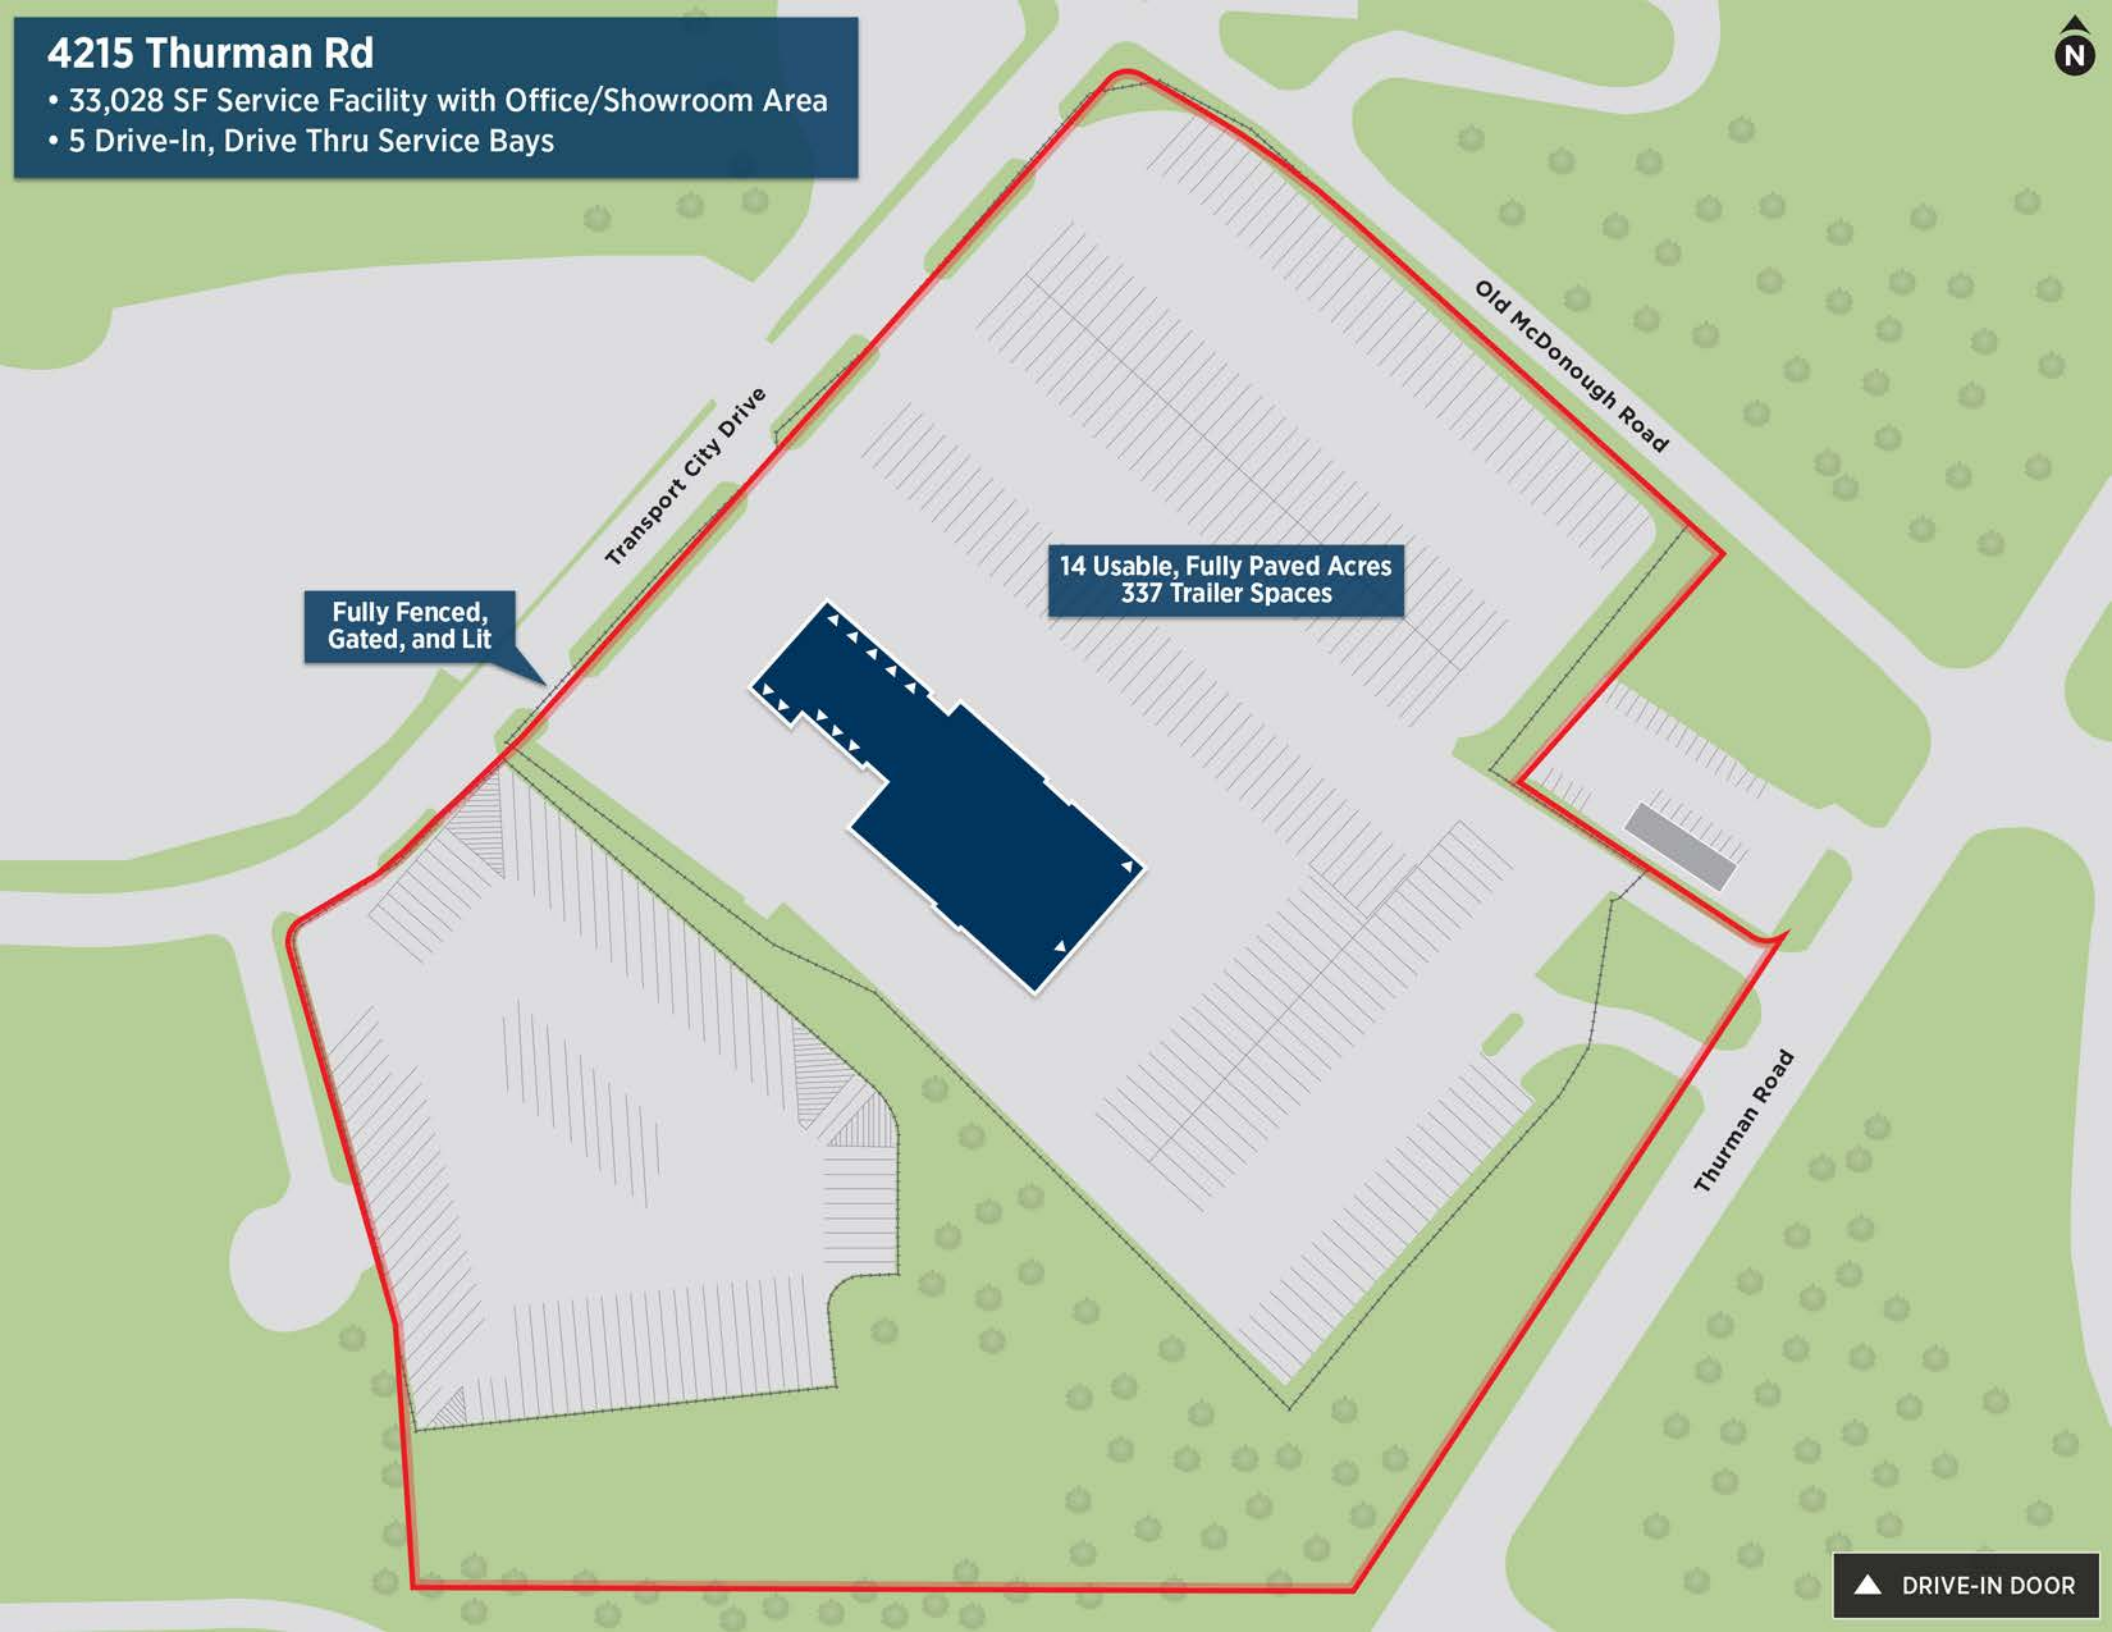 4215 Thurman Rd
• 33,028 SF Service Facility with Office/Showroom Area
• 5 Drive-In, Drive Thru Service Bays
N
Old McDonough Road
Transport City Drive
14 Usable, Fully Paved Acres
337 Trailer Spaces
Fully Fenced,
Gated, and Lit
Thurman Road
DRIVE-IN DOOR